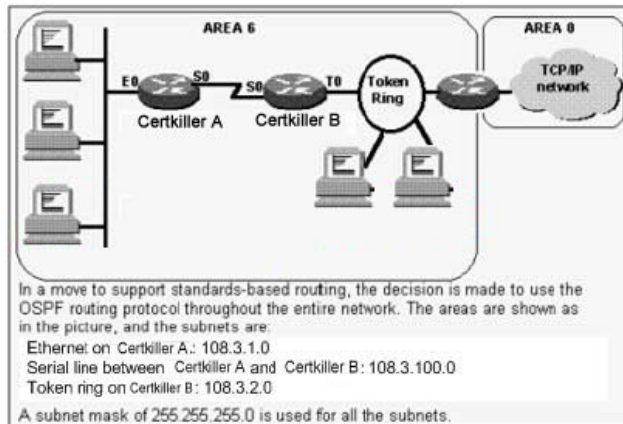 AREA 6
AREA 0
E0
S0
S0
T0
Token
Ring
TCP/IP
network
Certkiller A
Certkiller B
In a move to support standards-based routing, the decision is made to use the
OSPF routing protocol throughout the entire network. The areas are shown as
in the picture, and the subnets are:
Ethernet on Certkiller A.: 108.3.1.0
Serial line between Certkiller A and Certkiller B: 108.3.100.0
Token ring on Certkiller B: 108.3.2.0
A subnet mask of 255.255.255.0 is used for all the subnets.